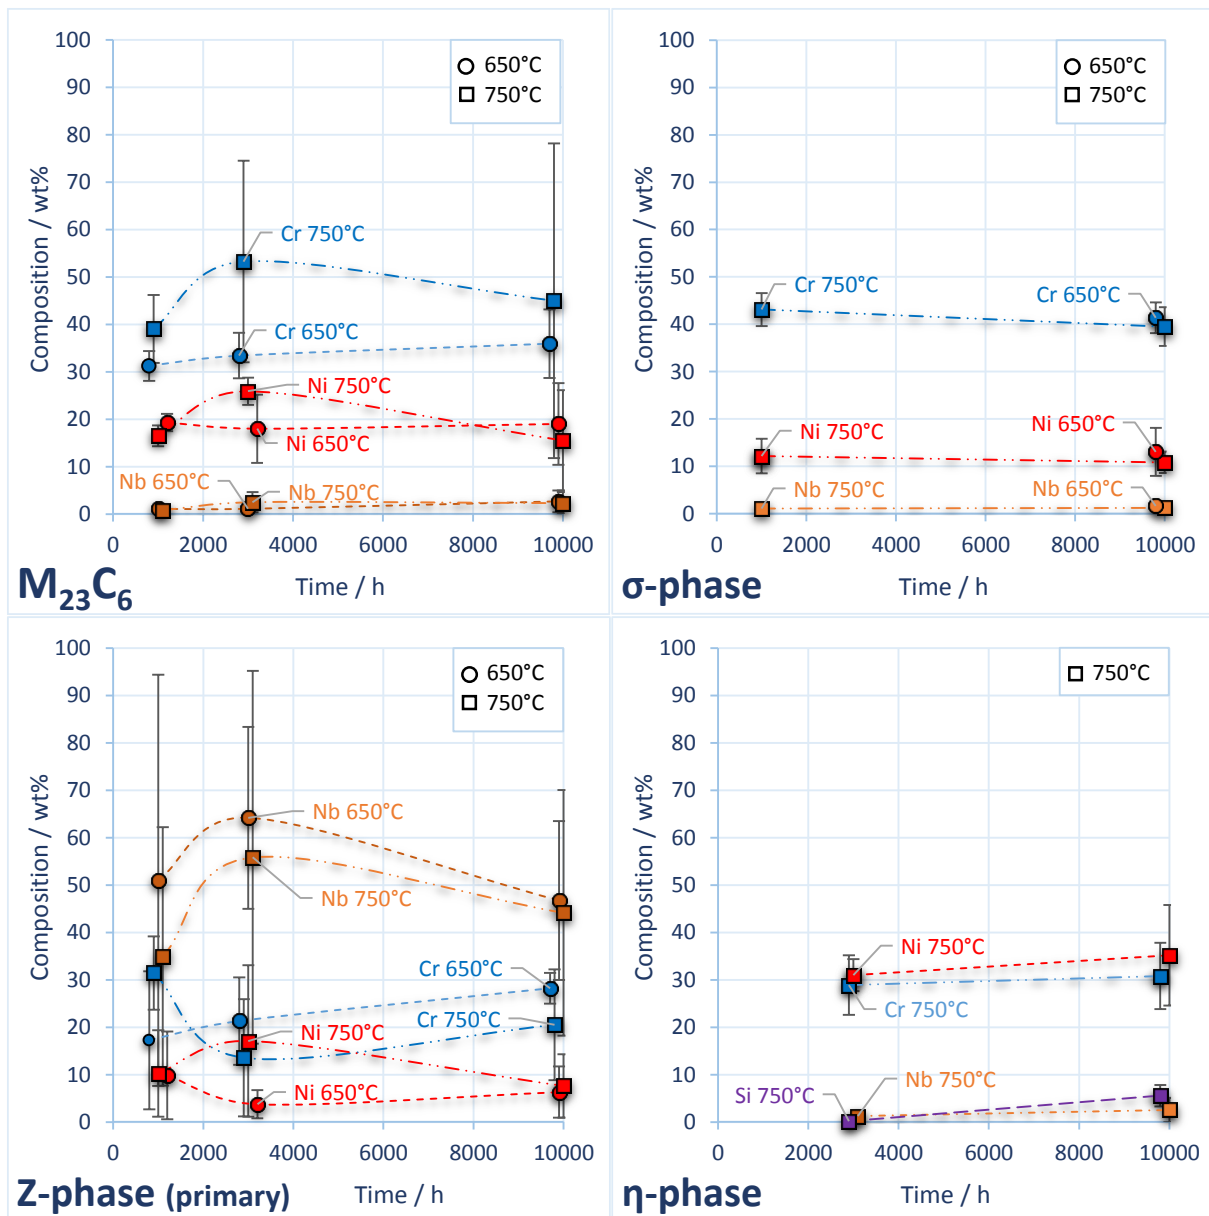 100
90
80
70
60
50
40
30
20
10
0
Composition / wt%
650°C
750°C
Cr 750°C
Cr 650°C
Ni 750°C
Ni 650°C
Nb 650°C
Nb 750°C
0 2000 4000 6000 8000 10000
M₂₃C₆ Time / h
100
90
80
70
60
50
40
30
20
10
0
Composition / wt%
650°C
750°C
Cr 750°C Cr 650°C
Ni 750°C Ni 650°C
Nb 750°C Nb 650°C
0 2000 4000 6000 8000 10000
σ-phase Time / h
100
90
80
70
60
50
40
30
20
10
0
Composition / wt%
650°C
750°C
Nb 650°C
Nb 750°C
Cr 650°C
Cr 750°C
Ni 750°C
Ni 650°C
0 2000 4000 6000 8000 10000
Z-phase (primary) Time / h
100
90
80
70
60
50
40
30
20
10
0
Composition / wt%
750°C
Ni 750°C
Cr 750°C
Nb 750°C
Si 750°C
0 2000 4000 6000 8000 10000
η-phase Time / h